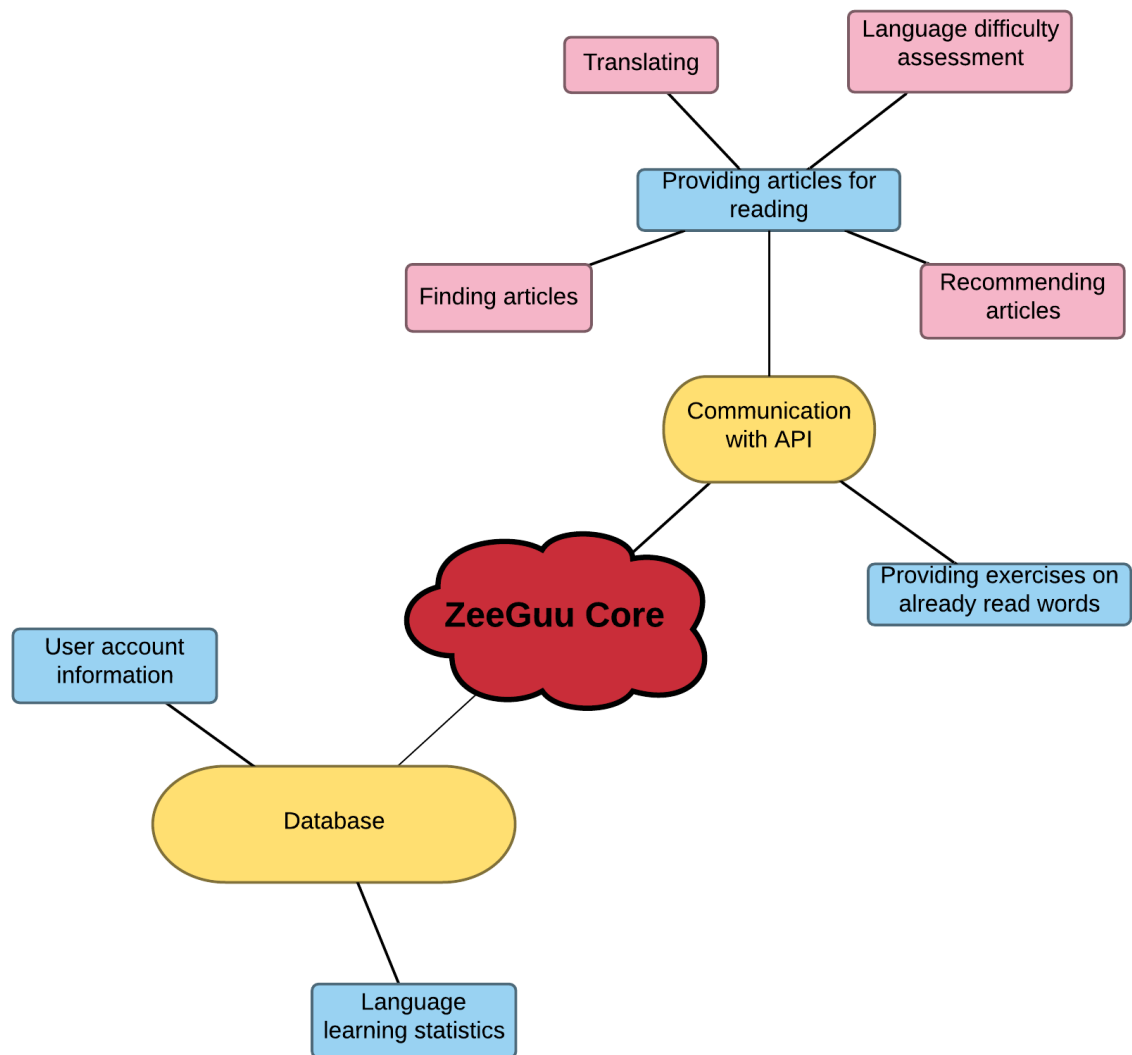 Translating
Language difficulty
assessment
Providing articles for
reading
Finding articles
Recommending
articles
Communication
with API
Providing exercises on
already read words
ZeeGuu Core
User account
information
Database
Language
learning statistics